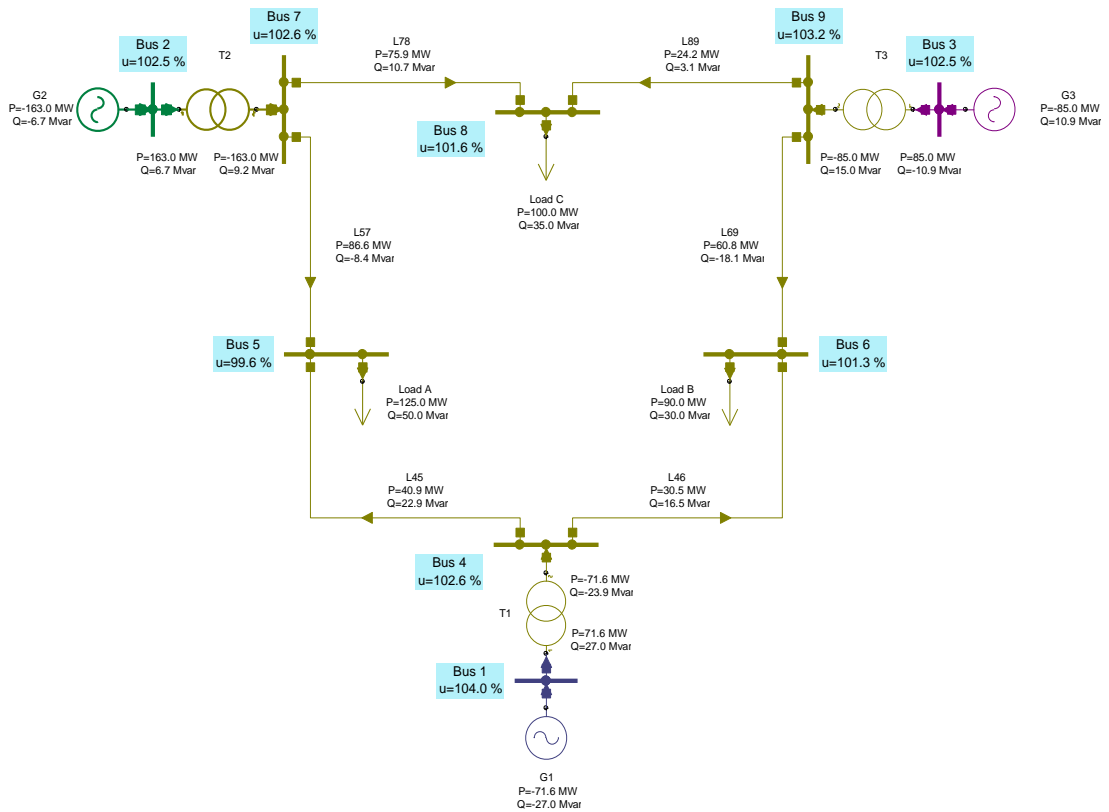 Bus 7
u=102.6 %
L78
P=75.9 MW
Q=10.7 Mvar
L89
P=24.2 MW
Q=3.1 Mvar
Bus 9
u=103.2 %
Bus 2
u=102.5 %
T2
T3
Bus 3
u=102.5 %
G2
P=-163.0 MW
Q=-6.7 Mvar
G3
P=-85.0 MW
Q=10.9 Mvar
Bus 8
u=101.6 %
P=163.0 MW
Q=6.7 Mvar
P=-163.0 MW
Q=9.2 Mvar
P=-85.0 MW
Q=15.0 Mvar
P=85.0 MW
Q=-10.9 Mvar
Load C
P=100.0 MW
Q=35.0 Mvar
L57
P=86.6 MW
Q=-8.4 Mvar
L69
P=60.8 MW
Q=-18.1 Mvar
Bus 5
u=99.6 %
Bus 6
u=101.3 %
Load A
P=125.0 MW
Q=50.0 Mvar
Load B
P=90.0 MW
Q=30.0 Mvar
L45
P=40.9 MW
Q=22.9 Mvar
L46
P=30.5 MW
Q=16.5 Mvar
Bus 4
u=102.6 %
P=-71.6 MW
Q=-23.9 Mvar
T1
P=71.6 MW
Q=27.0 Mvar
Bus 1
u=104.0 %
G1
P=-71.6 MW
Q=-27.0 Mvar